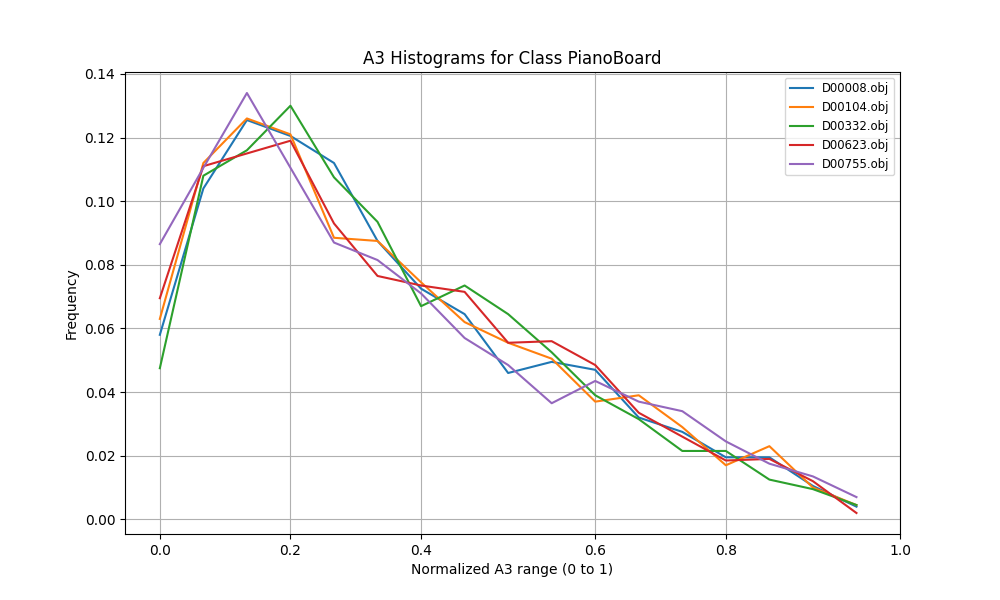 A3 Histograms for Class PianoBoard
0.14
0.12
0.10
0.08
0.06
0.04
0.02
0.00
Frequency
D00008.obj
D00104.obj
D00332.obj
D00623.obj
D00755.obj
0.0 0.2 0.4 0.6 0.8 1.0
Normalized A3 range (0 to 1)